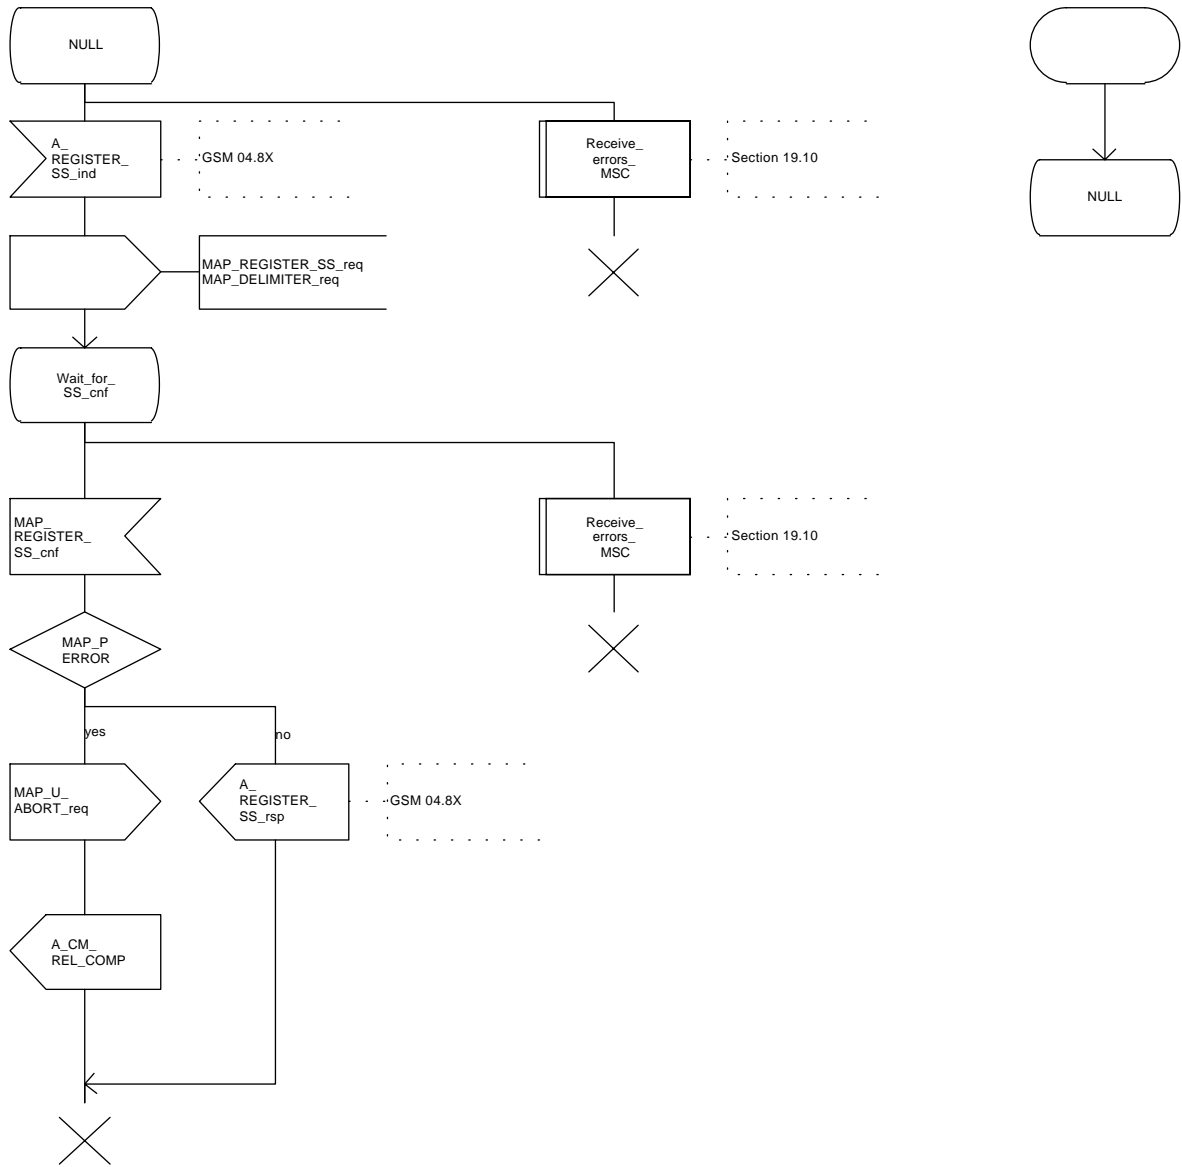 NULL
A_
REGISTER_
SS_ind
GSM 04.8X
Receive_
errors_
MSC
Section 19.10
NULL
MAP_REGISTER_SS_req
MAP_DELIMITER_req
Wait_for_
SS_cnf
MAP_
REGISTER_
SS_cnf
Receive_
errors_
MSC
Section 19.10
MAP_P
ERROR
yes
no
MAP_U_
ABORT_req
A_
REGISTER_
SS_rsp
GSM 04.8X
A_CM_
REL_COMP